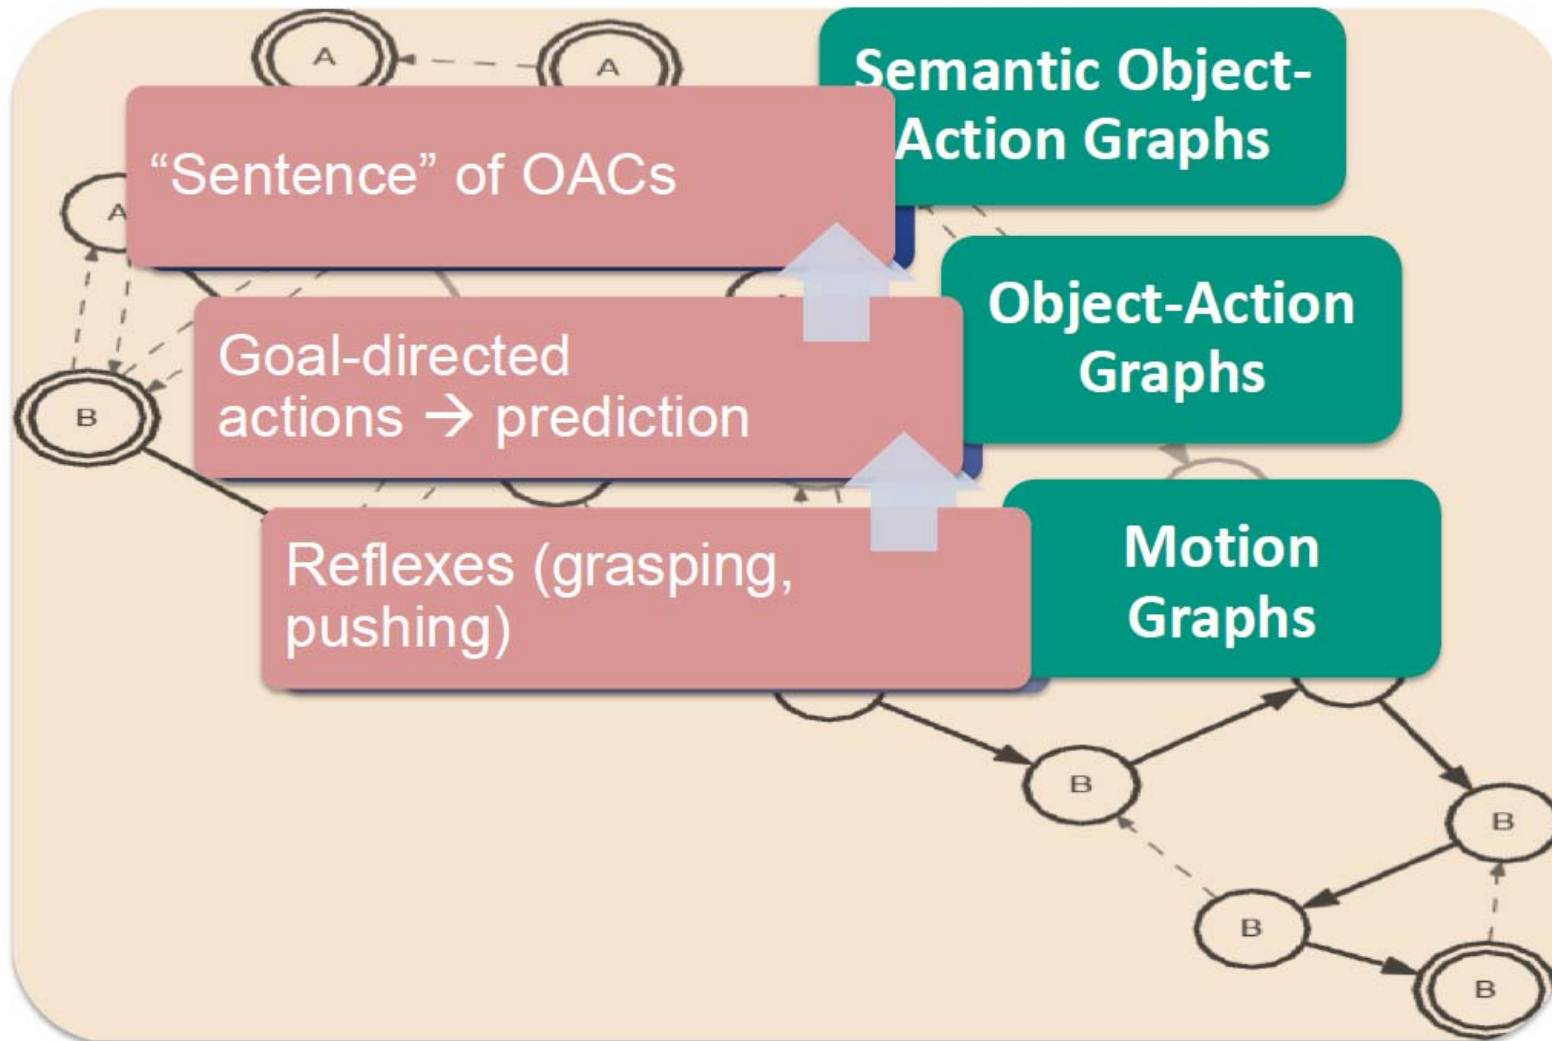 A
A
Semantic Object-
Action Graphs
“Sentence” of OACs
A
Object-Action
Graphs
Goal-directed
actions → prediction
B
Motion
Graphs
Reflexes (grasping,
pushing)
B
B
B
B